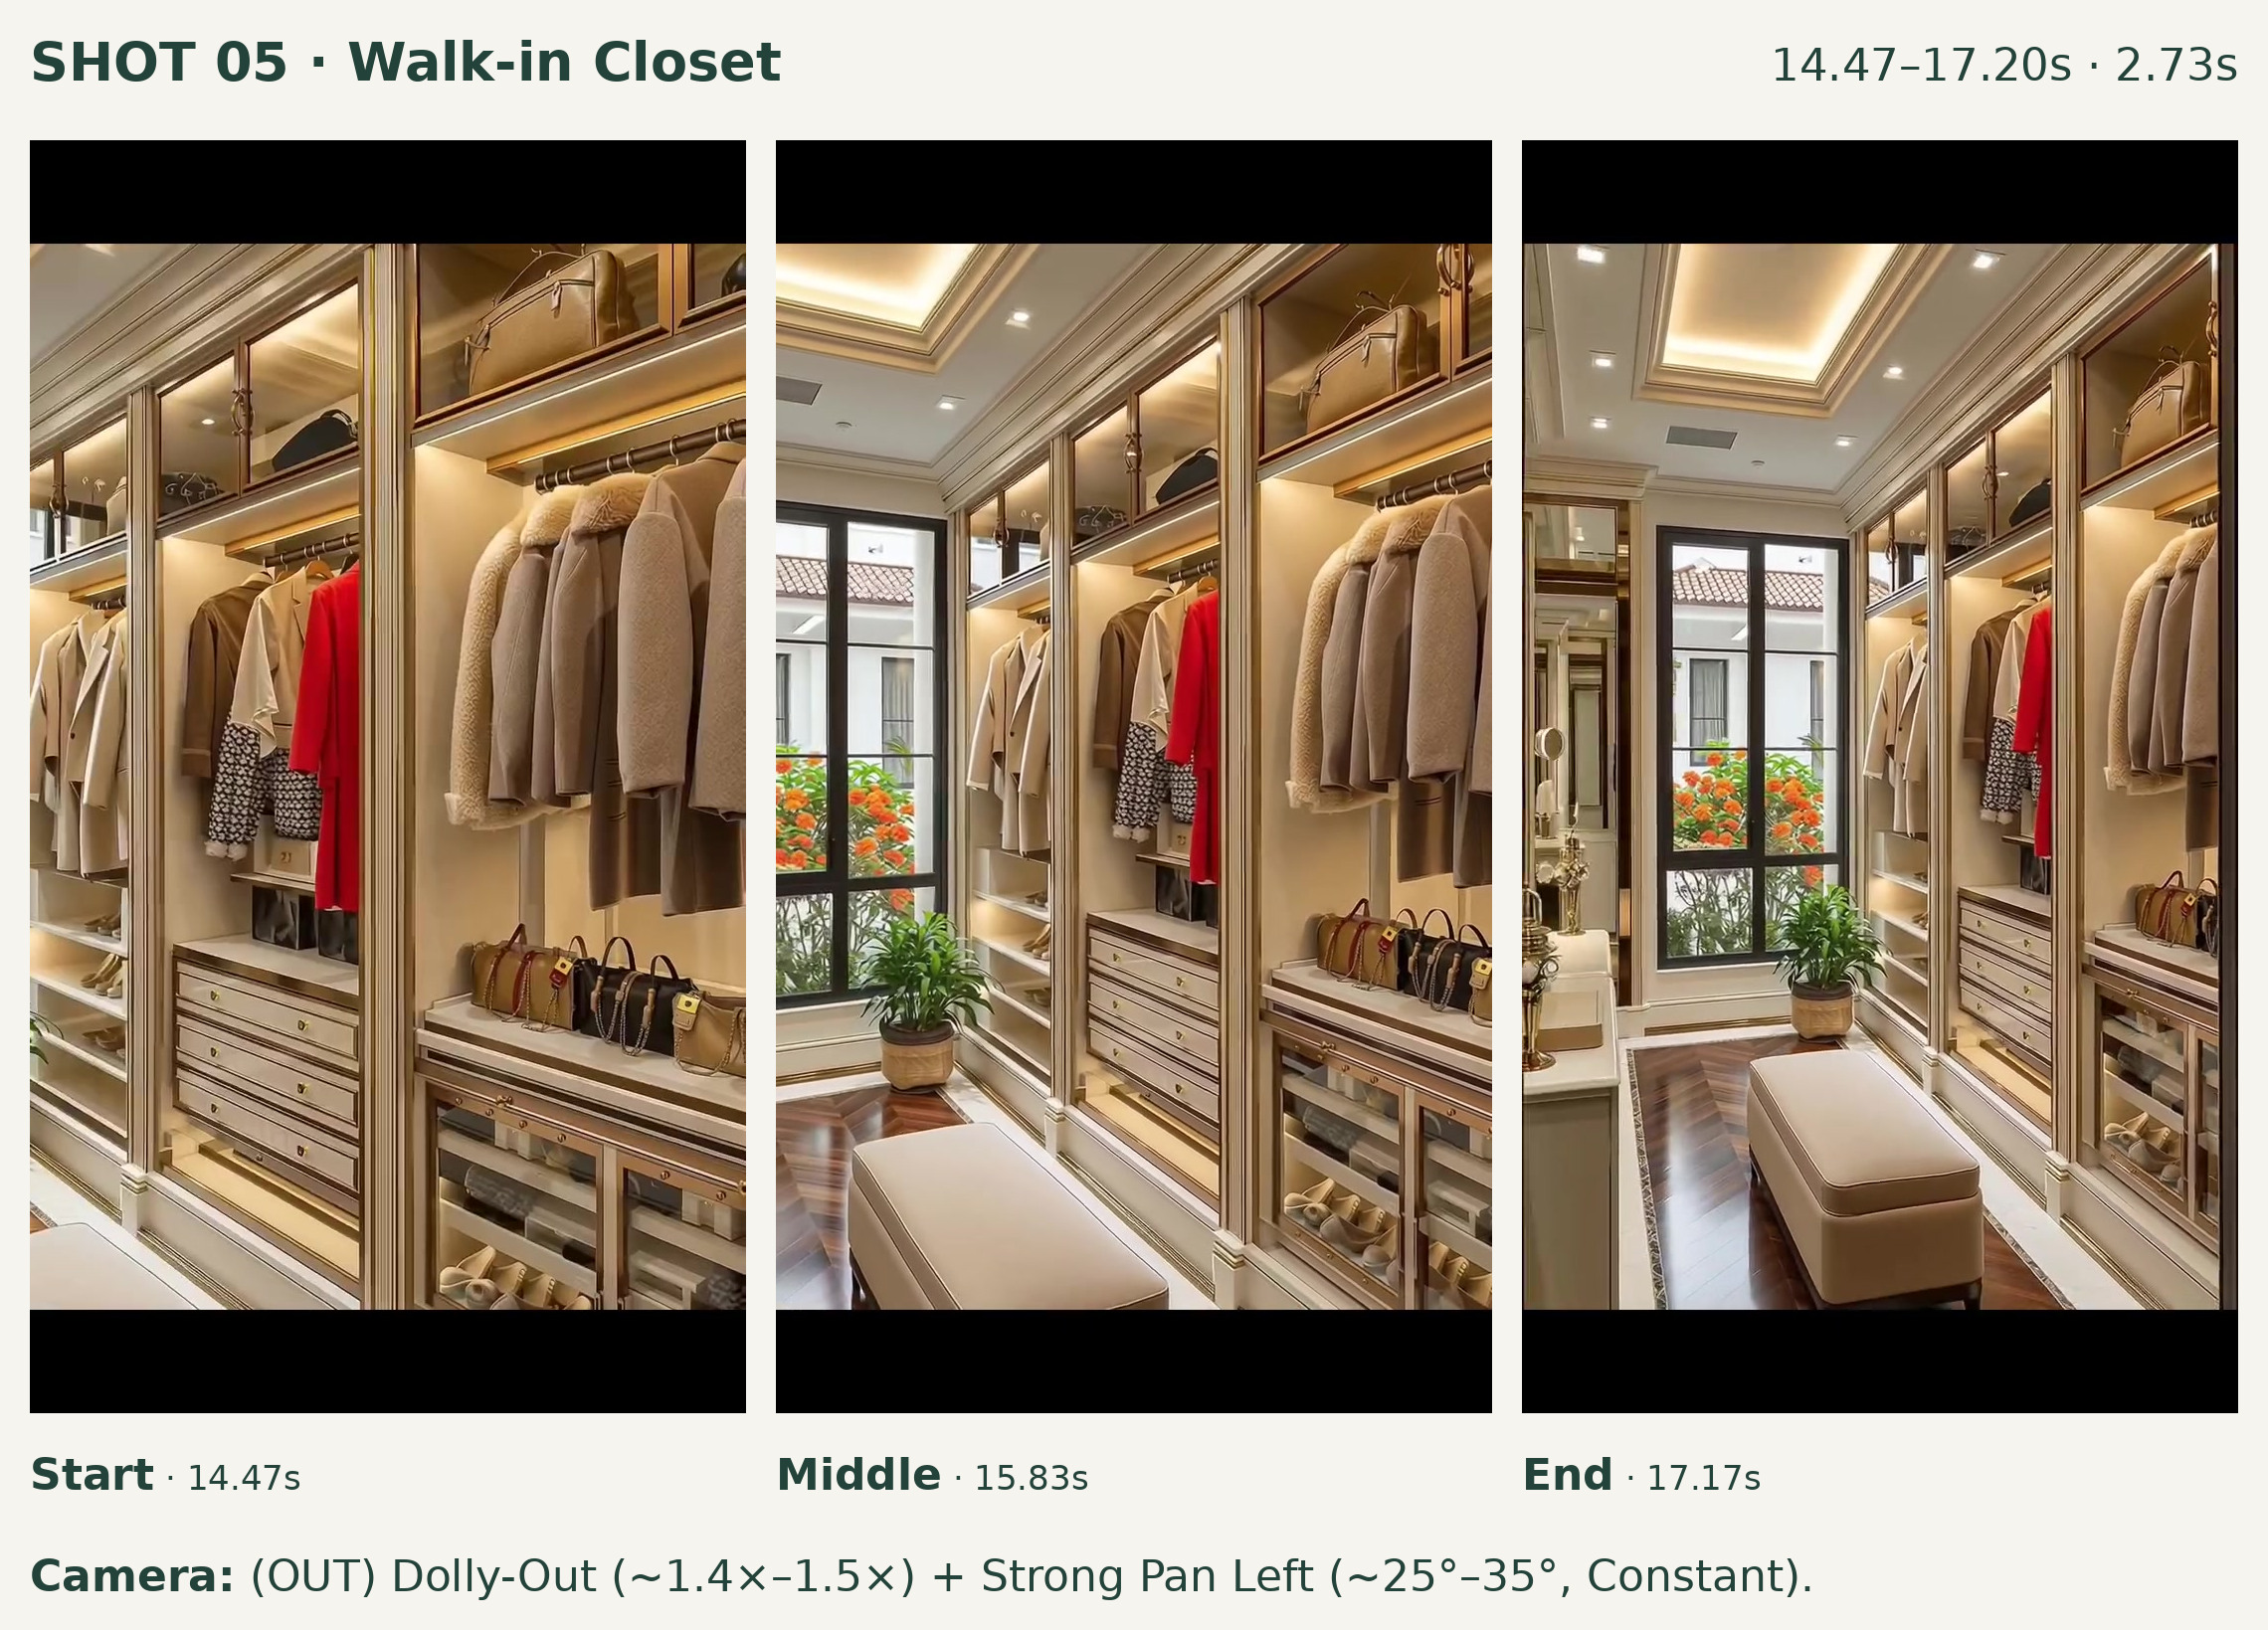 SHOT 05 · Walk-in Closet
14.47–17.20s · 2.73s
Start · 14.47s
Middle · 15.83s
End · 17.17s
Camera: (OUT) Dolly-Out (~1.4×–1.5×) + Strong Pan Left (~25°–35°, Constant).